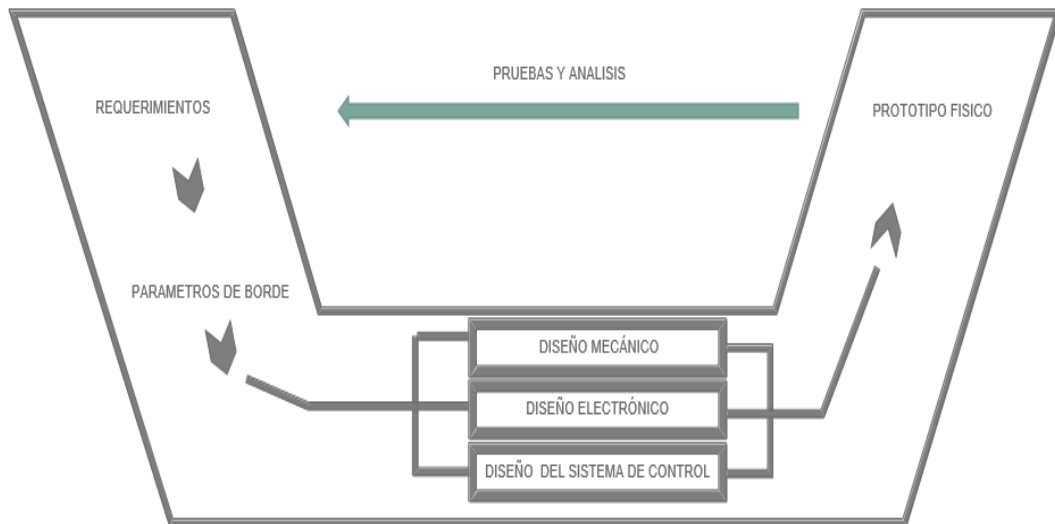 PRUEBAS Y ANALISIS
REQUERIMIENTOS
PROTOTIPO FISICO
PARAMETROS DE BORDE
DISEÑO MECÁNICO
DISEÑO ELECTRÓNICO
DISEÑO DEL SISTEMA DE CONTROL